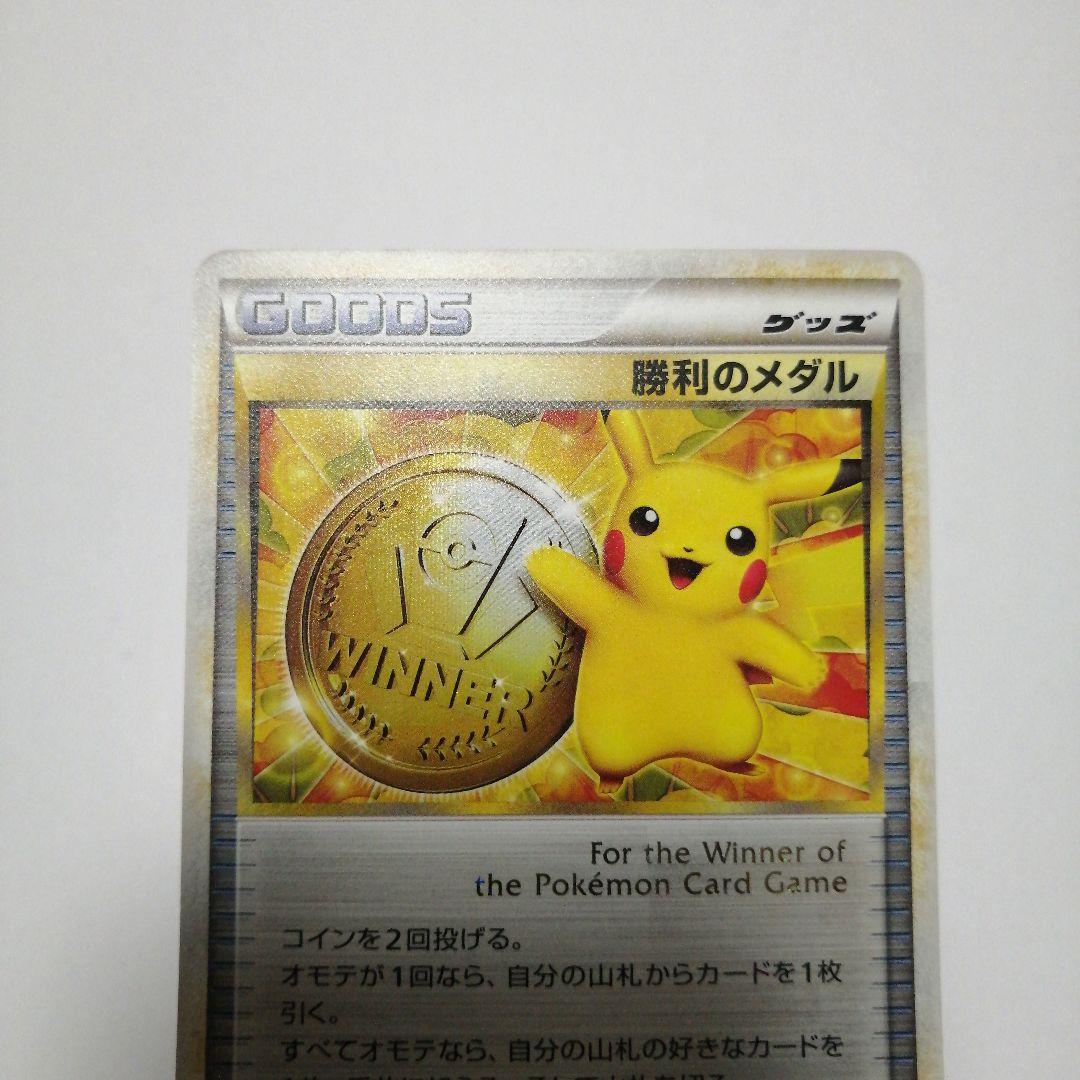 GOODS
グッズ
勝利のメダル
WINNER
For the Winner of
the Pokémon Card Game
コインを2回投げる。
オモテが1回なら、自分の山札からカードを1枚
引く。
すべてオモテなら、自分の山札の好きなカードを